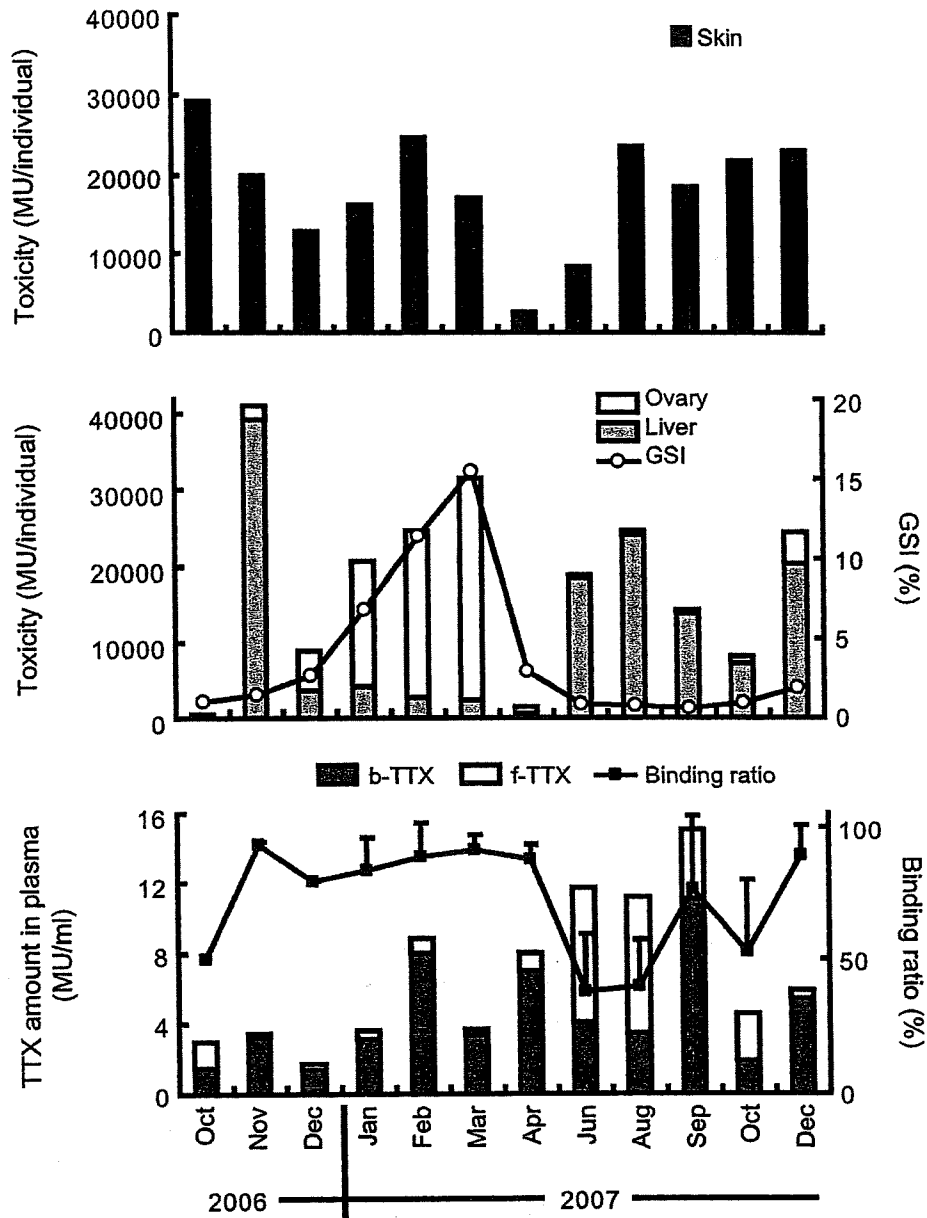 Toxicity (MU/individual)
40000
30000
20000
10000
0
Skin
Toxicity (MU/individual)
40000
30000
20000
10000
0
Ovary
Liver
GSI
20
15
10
5
0
GSI (%)
b-TTX f-TTX Binding ratio
TTX amount in plasma
(MU/ml)
16
12
8
4
0
100
50
0
Binding ratio (%)
Oct Nov Dec Jan Feb Mar Apr Jun Aug Sep Oct Dec
2006 2007